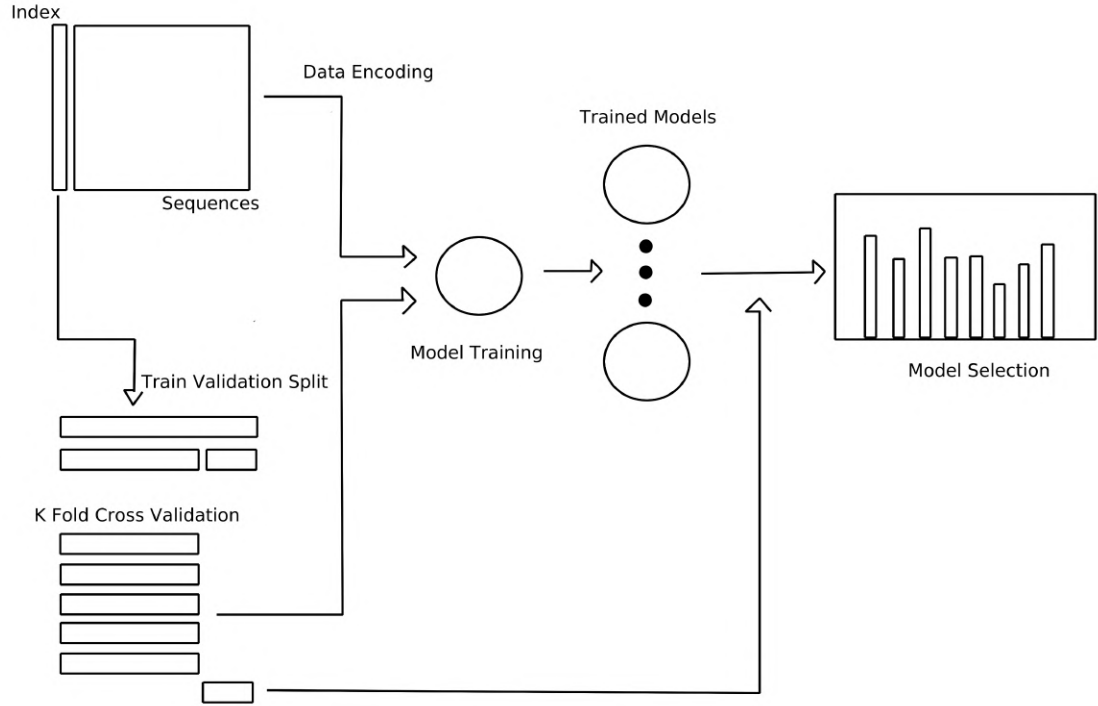 Index
Data Encoding
Trained Models
Sequences
Model Training
Model Selection
Train Validation Split
K Fold Cross Validation